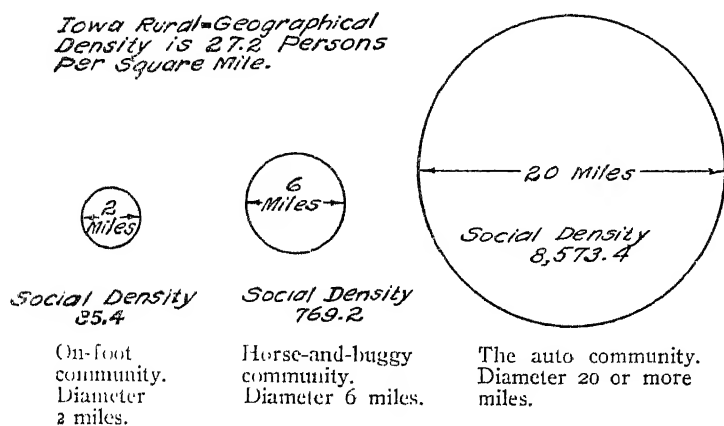 Iowa Rural=Geographical
Density is 27.2 Persons
Per Square Mile.
2
Miles
Social Density
85.4
On-foot
community.
Diameter
2 miles.
6
Miles
Social Density
769.2
Horse-and-buggy
community.
Diameter 6 miles.
20 Miles
Social Density
8,573.4
The auto community.
Diameter 20 or more
miles.